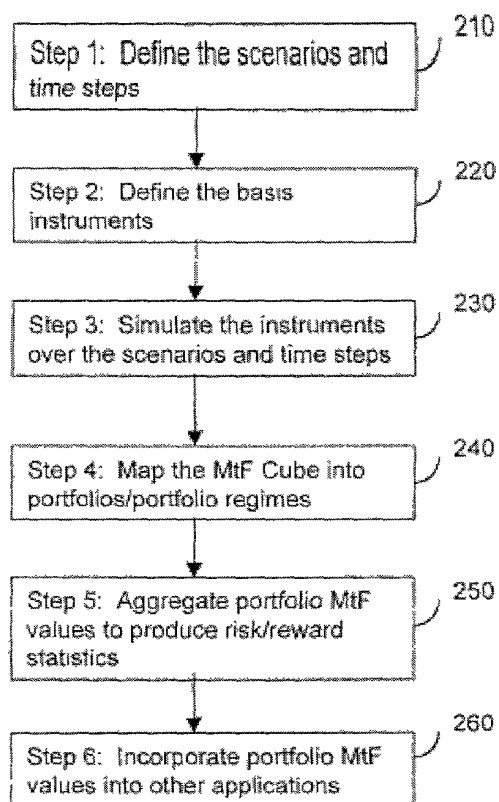 210
Step 1: Define the scenarios and
time steps
220
Step 2: Define the basis
instruments
230
Step 3: Simulate the instruments
over the scenarios and time steps
240
Step 4: Map the MtF Cube into
portfolios/portfolio regimes
250
Step 5: Aggregate portfolio MtF
values to produce risk/reward
statistics
260
Step 6: Incorporate portfolio MtF
values into other applications